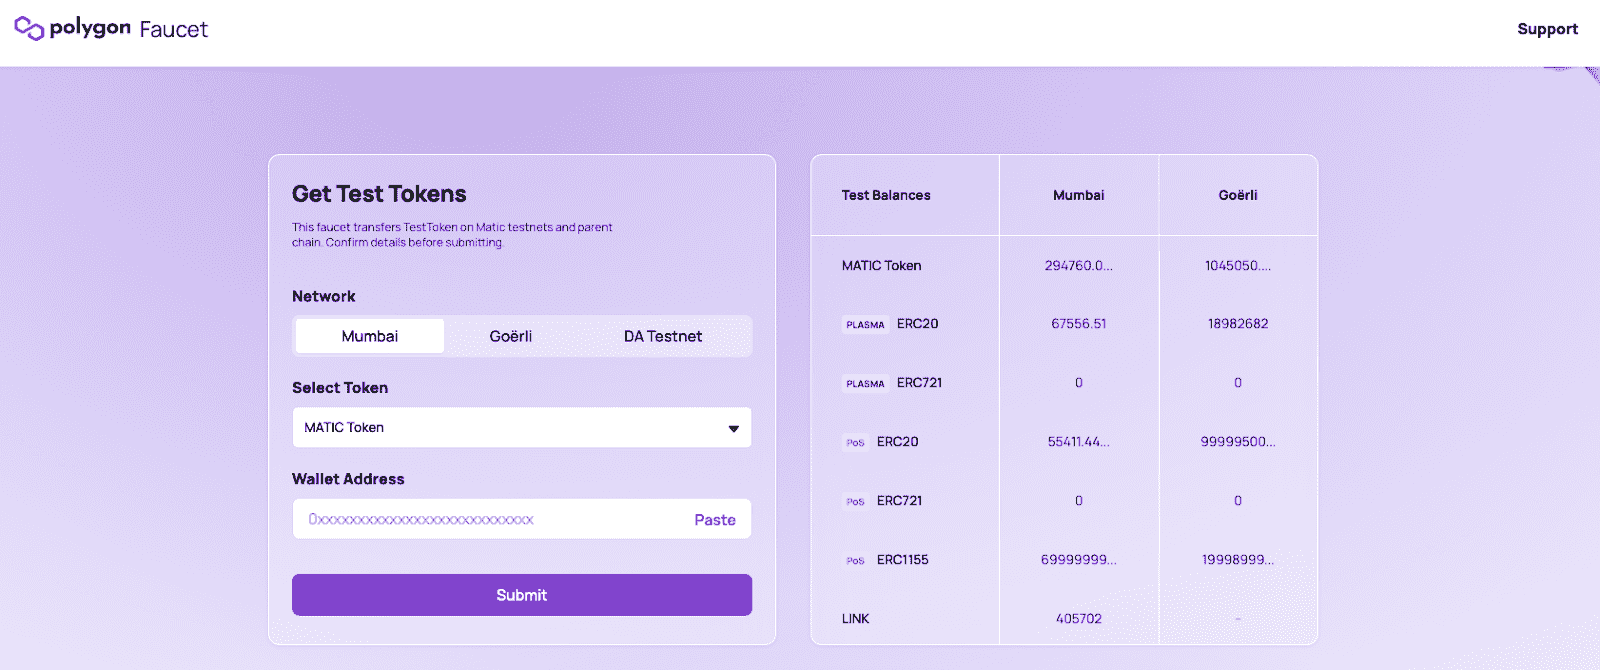 polygon Faucet
Support
Get Test Tokens
This faucet transfers TestToken on Matic testnets and parent
chain. Confirm details before submitting.
Network
Mumbai Goërli DA Testnet
Select Token
MATIC Token
Wallet Address
0xxxxxxxxxxxxxxxxxxxxxxxxxxx Paste
Submit
Test Balances Mumbai Goërli
MATIC Token 294760.0... 1045050....
PLASMA ERC20 67556.51 18982682
PLASMA ERC721 0 0
PoS ERC20 55411.44... 99999500...
PoS ERC721 0 0
PoS ERC1155 69999999... 19998999...
LINK 405702 -